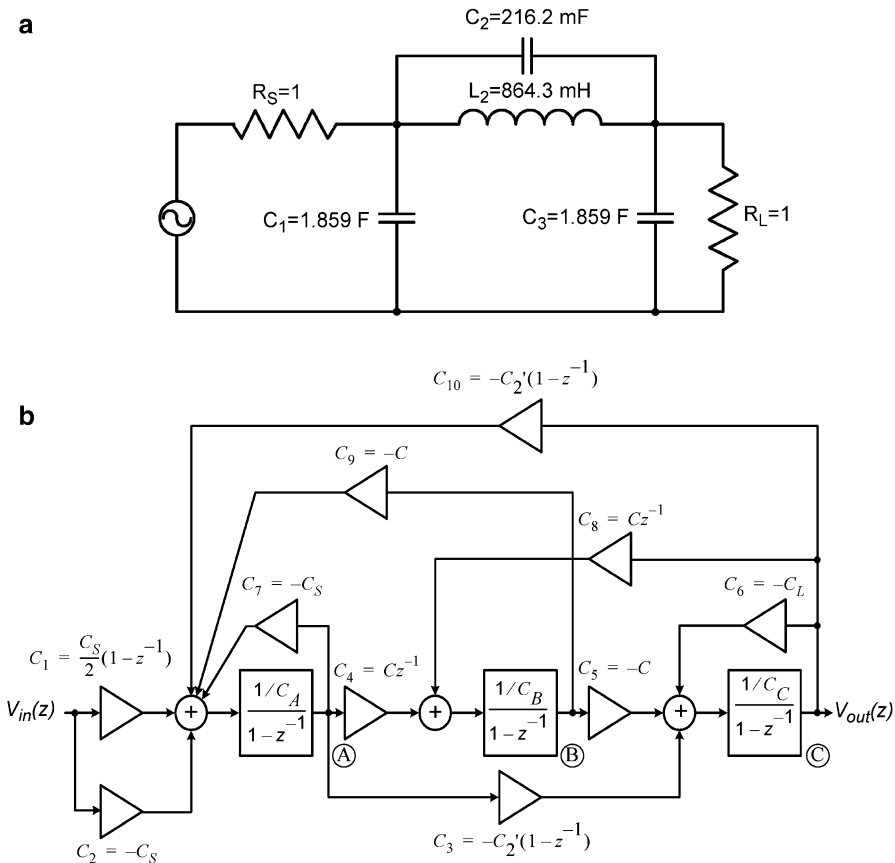 a
C₂=216.2 mF
L₂=864.3 mH
R_S=1
C₁=1.859 F
C₃=1.859 F
R_L=1
b
C₁₀ = −C₂'(1−z⁻¹)
C₉ = −C
C₈ = Cz⁻¹
C₇ = −C_S
C₆ = −C_L
C₁ = C_S/2 (1−z⁻¹)
C₄ = Cz⁻¹
C₅ = −C
V_in(z)
+
1/C_A
1−z⁻¹
A
+
1/C_B
1−z⁻¹
B
+
1/C_C
1−z⁻¹
C
V_out(z)
C₂ = −C_S
C₃ = −C₂'(1−z⁻¹)